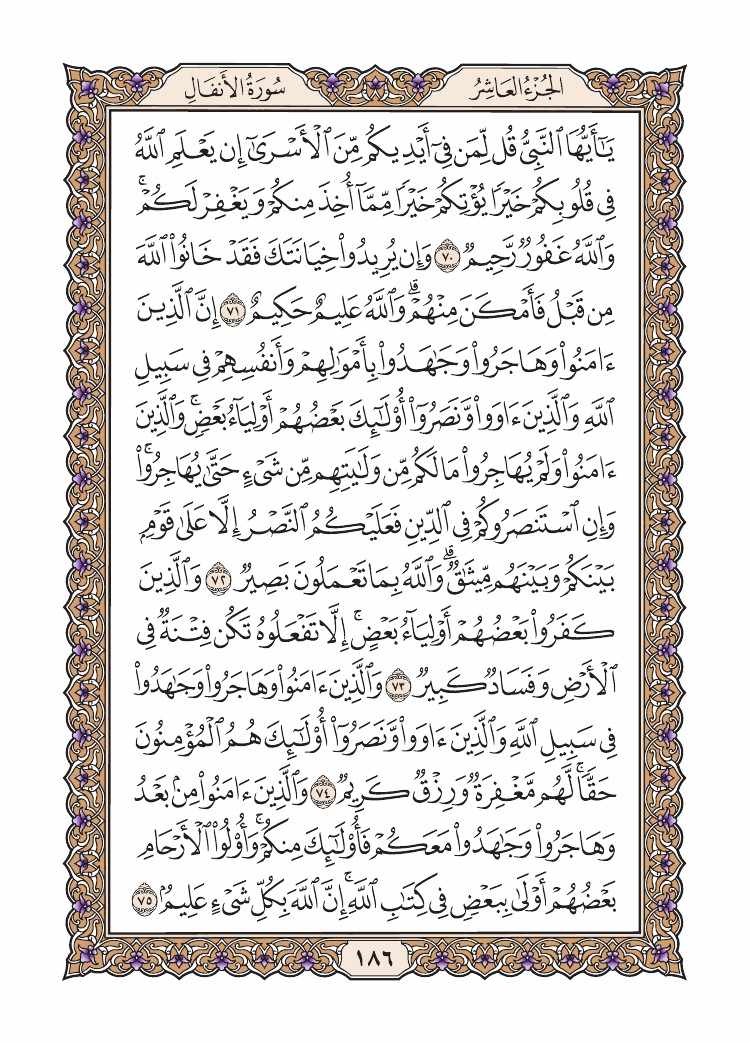 الجُزْءُ العَاشِرُ
سُورَةُ الأَنفَالِ
يَٰٓأَيُّهَا ٱلنَّبِيُّ قُل لِّمَن فِيٓ أَيۡدِيكُم مِّنَ ٱلۡأَسۡرَىٰٓ إِن يَعۡلَمِ ٱللَّهُ
فِي قُلُوبِكُمۡ خَيۡرٗا يُؤۡتِكُمۡ خَيۡرٗا مِّمَّآ أُخِذَ مِنكُمۡ وَيَغۡفِرۡ لَكُمۡۚ
وَٱللَّهُ غَفُورٞ رَّحِيمٞ ٧٠ وَإِن يُرِيدُواْ خِيَانَتَكَ فَقَدۡ خَانُواْ ٱللَّهَ
مِن قَبۡلُ فَأَمۡكَنَ مِنۡهُمۡۗ وَٱللَّهُ عَلِيمٌ حَكِيمٌ ٧١ إِنَّ ٱلَّذِينَ
ءَامَنُواْ وَهَاجَرُواْ وَجَٰهَدُواْ بِأَمۡوَٰلِهِمۡ وَأَنفُسِهِمۡ فِي سَبِيلِ
ٱللَّهِ وَٱلَّذِينَ ءَاوَواْ وَّنَصَرُوٓاْ أُوْلَٰٓئِكَ بَعۡضُهُمۡ أَوۡلِيَآءُ بَعۡضٖۚ وَٱلَّذِينَ
ءَامَنُواْ وَلَمۡ يُهَاجِرُواْ مَا لَكُم مِّن وَلَٰيَتِهِم مِّن شَيۡءٍ حَتَّىٰ يُهَاجِرُواْۚ
وَإِنِ ٱسۡتَنصَرُوكُمۡ فِي ٱلدِّينِ فَعَلَيۡكُمُ ٱلنَّصۡرُ إِلَّا عَلَىٰ قَوۡمِۭ
بَيۡنَكُمۡ وَبَيۡنَهُم مِّيثَٰقٞۗ وَٱللَّهُ بِمَا تَعۡمَلُونَ بَصِيرٞ ٧٢ وَٱلَّذِينَ
كَفَرُواْ بَعۡضُهُمۡ أَوۡلِيَآءُ بَعۡضٍۚ إِلَّا تَفۡعَلُوهُ تَكُن فِتۡنَةٞ فِي
ٱلۡأَرۡضِ وَفَسَادٞ كَبِيرٞ ٧٣ وَٱلَّذِينَ ءَامَنُواْ وَهَاجَرُواْ وَجَٰهَدُواْ
فِي سَبِيلِ ٱللَّهِ وَٱلَّذِينَ ءَاوَواْ وَّنَصَرُوٓاْ أُوْلَٰٓئِكَ هُمُ ٱلۡمُؤۡمِنُونَ
حَقّٗاۚ لَّهُم مَّغۡفِرَةٞ وَرِزۡقٞ كَرِيمٞ ٧٤ وَٱلَّذِينَ ءَامَنُواْ مِنۢ بَعۡدُ
وَهَاجَرُواْ وَجَٰهَدُواْ مَعَكُمۡ فَأُوْلَٰٓئِكَ مِنكُمۡۚ وَأُوْلُواْ ٱلۡأَرۡحَامِ
بَعۡضُهُمۡ أَوۡلَىٰ بِبَعۡضٖ فِي كِتَٰبِ ٱللَّهِۚ إِنَّ ٱللَّهَ بِكُلِّ شَيۡءٍ عَلِيمُۢ ٧٥
١٨٦